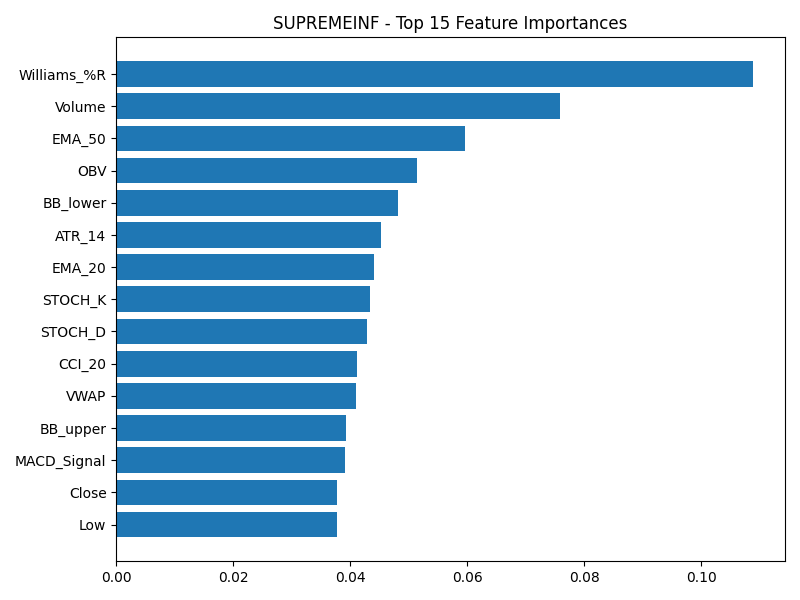 SUPREMEINF - Top 15 Feature Importances
Williams_%R
Volume
EMA_50
OBV
BB_lower
ATR_14
EMA_20
STOCH_K
STOCH_D
CCI_20
VWAP
BB_upper
MACD_Signal
Close
Low
0.00 0.02 0.04 0.06 0.08 0.10